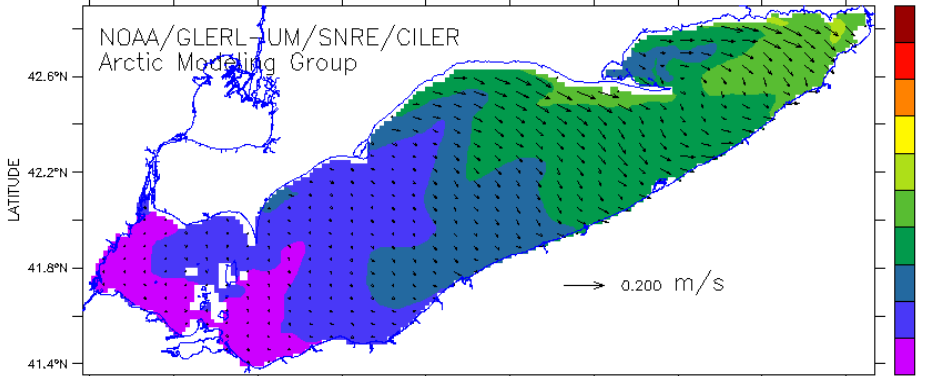 NOAA/GLERL-UM/SNRE/CILER
Arctic Modeling Group
42.6°N
42.2°N
41.8°N
41.4°N
LATITUDE
0.200 m/s